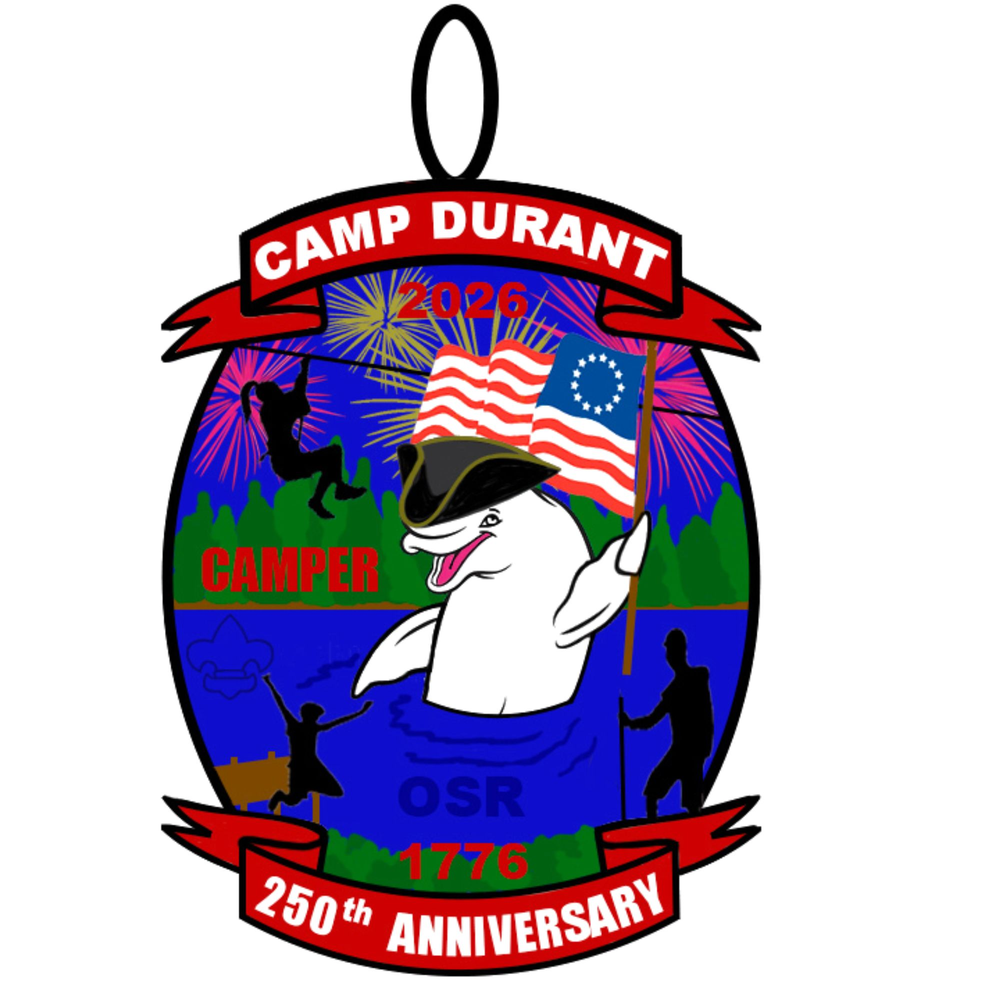 CAMP DURANT
2026
CAMPER
OSR
1776
250th ANNIVERSARY